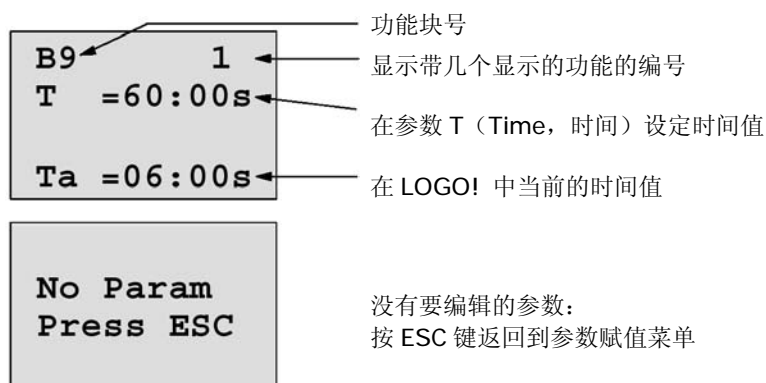 功能块号
B9 1
显示带几个显示的功能的编号
T =60:00s
在参数 T（Time，时间）设定时间值
Ta =06:00s
在 LOGO! 中当前的时间值
No Param
Press ESC
没有要编辑的参数：
按 ESC 键返回到参数赋值菜单